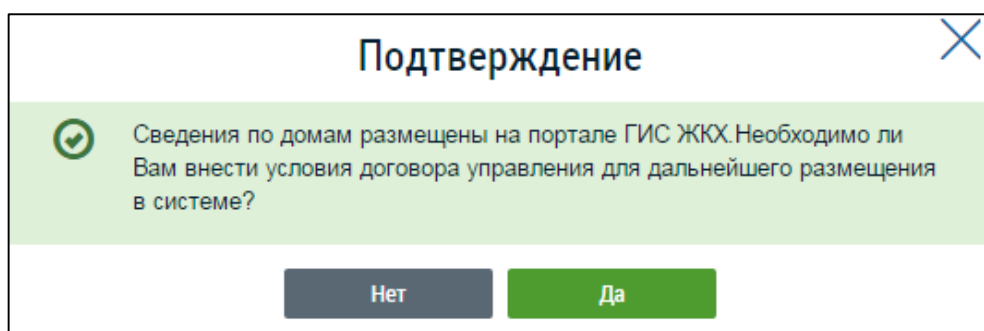 Подтверждение
Сведения по домам размещены на портале ГИС ЖКХ.Необходимо ли
Вам внести условия договора управления для дальнейшего размещения
в системе?
Нет
Да